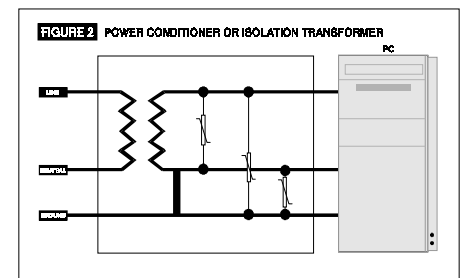 FIGURE 2 POWER CONDITIONER OR ISOLATION TRANSFORMER
PC
LINE
NEUTRAL
GROUND